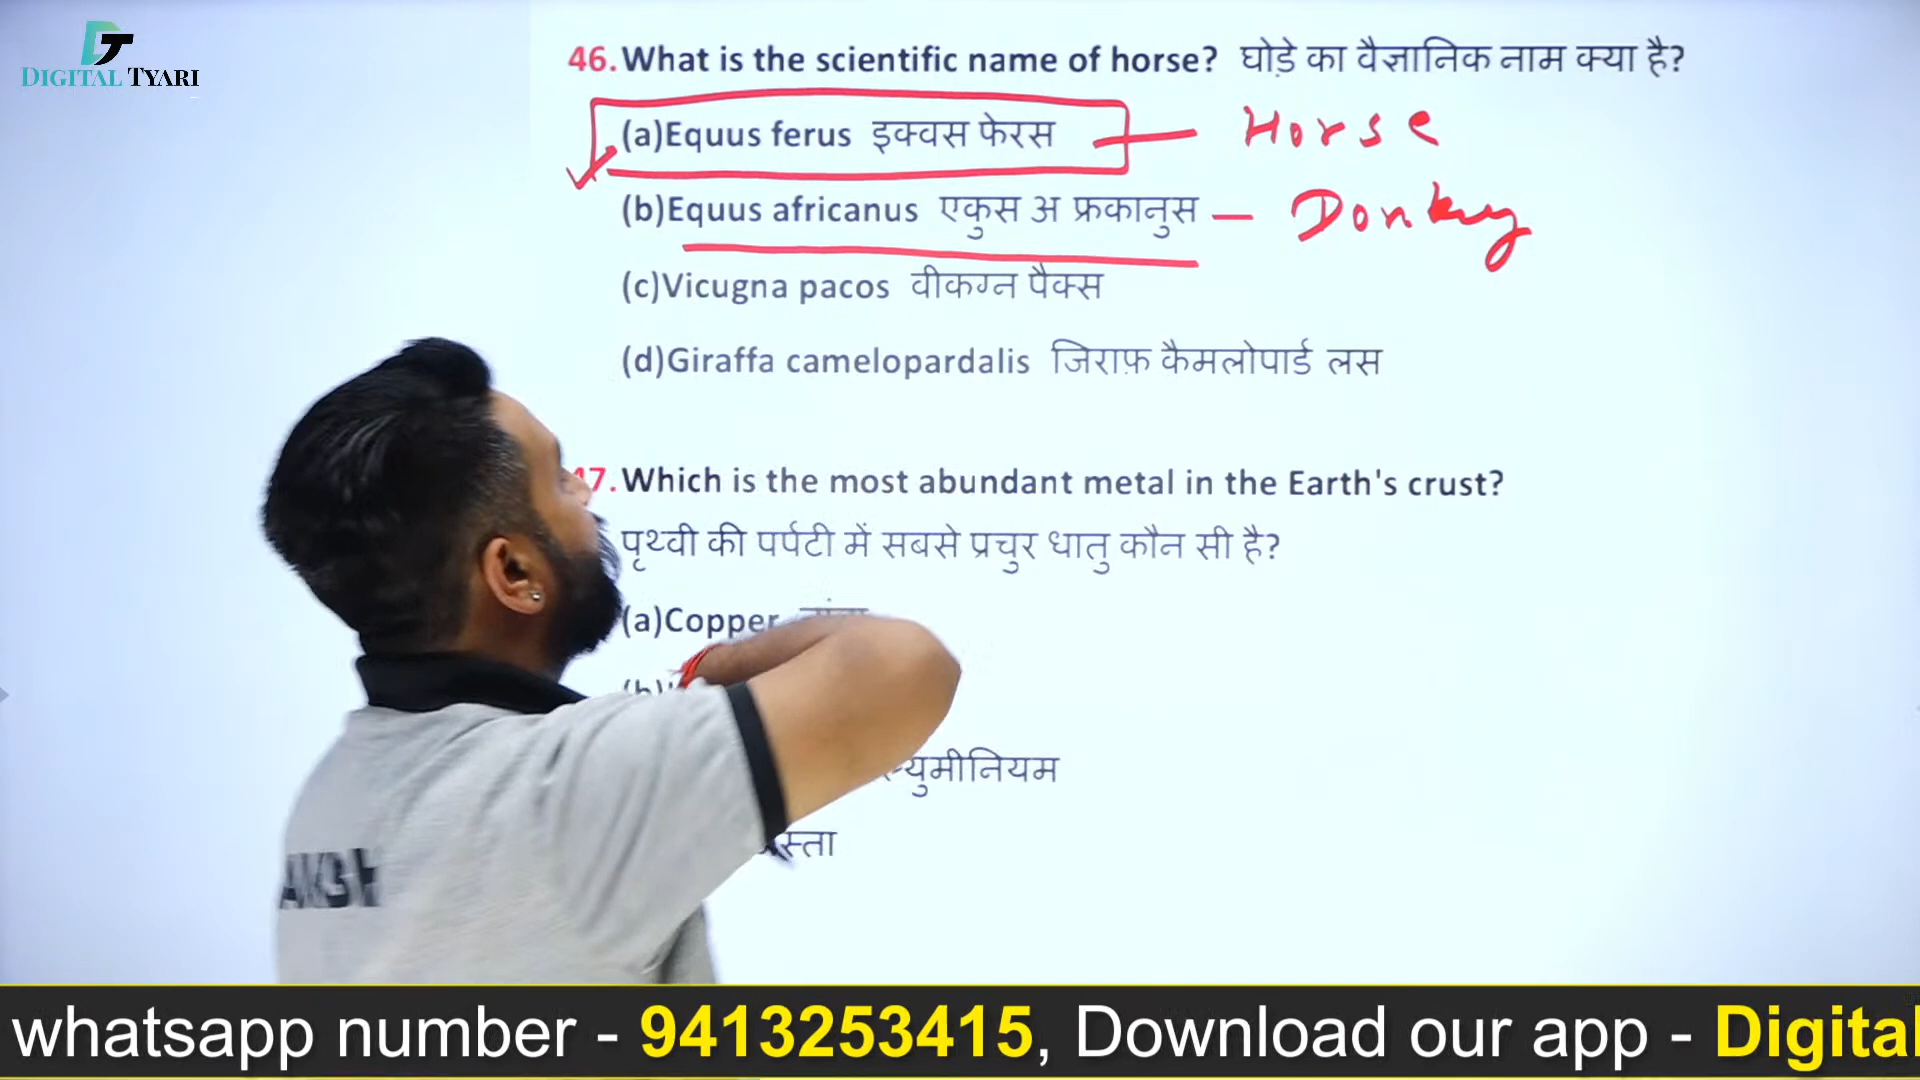 DT
DIGITAL TYARI
46. What is the scientific name of horse? घोड़े का वैज्ञानिक नाम क्या है?
(a)Equus ferus इक्वस फेरस — Horse
(b)Equus africanus एकुस अ फ्रकानुस — Donky
(c)Vicugna pacos वीकग्न पैक्स
(d)Giraffa camelopardalis जिराफ़ कैमलोपार्ड लस
47. Which is the most abundant metal in the Earth's crust?
पृथ्वी की पर्पटी में सबसे प्रचुर धातु कौन सी है?
(a)Copper
whatsapp number - 9413253415, Download our app - Digital